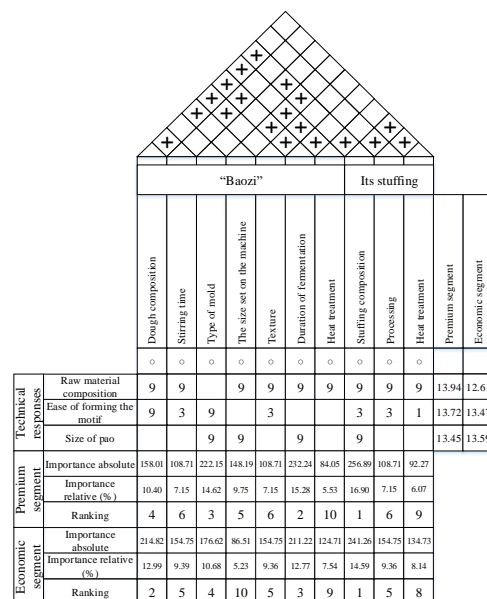 "Baozi"
Its stuffing
Dough composition
Stirring time
Type of mold
The size set on the machine
Texture
Duration of fermentation
Heat treatment
Stuffing composition
Processing
Heat treatment
Premium segment
Economic segment
Technical
responses
Raw material
composition
9 9 9 9 9 9 9 9 9 13.94 12.6
Ease of forming the
motif
9 3 9 3 3 3 1 13.72 13.47
Size of pao
9 9 9 9 13.45 13.59
Premium
segment
Importance absolute
158.01 108.71 222.15 148.19 108.71 232.24 84.05 256.89 108.71 92.27
Importance
relative (%)
10.40 7.15 14.62 9.75 7.15 15.28 5.53 16.90 7.15 6.07
Ranking
4 6 3 5 6 2 10 1 6 9
Economic
segment
Importance
absolute
214.82 154.75 176.62 86.51 154.75 211.22 124.71 241.26 154.75 134.73
Importance relative
(%)
12.99 9.39 10.68 5.23 9.36 12.77 7.54 14.59 9.36 8.14
Ranking
2 5 4 10 5 3 9 1 5 8